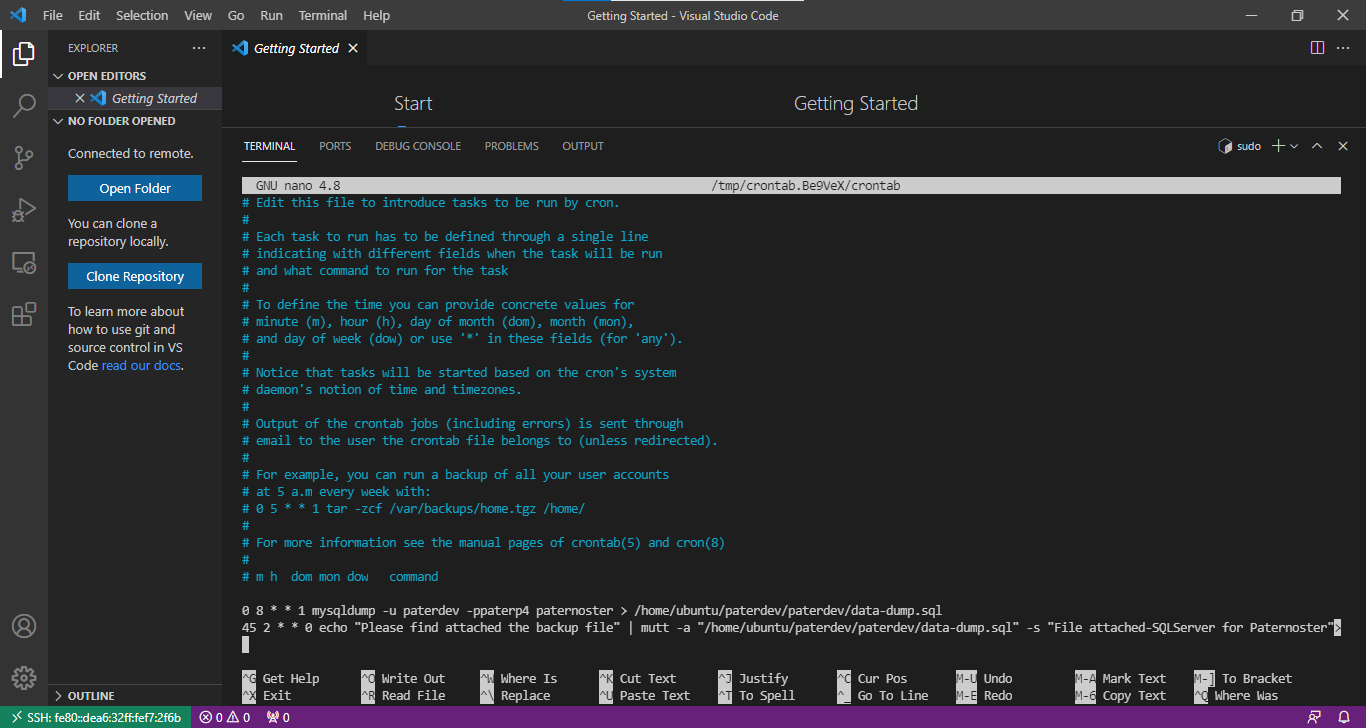 File Edit Selection View Go Run Terminal Help Getting Started - Visual Studio Code
EXPLORER
Getting Started
OPEN EDITORS
Getting Started
NO FOLDER OPENED
Connected to remote.
Open Folder
You can clone a
repository locally.
Clone Repository
To learn more about
how to use git and
source control in VS
Code read our docs.
OUTLINE
Start Getting Started
TERMINAL PORTS DEBUG CONSOLE PROBLEMS OUTPUT
sudo
GNU nano 4.8 /tmp/crontab.Be9VeX/crontab
# Edit this file to introduce tasks to be run by cron.
#
# Each task to run has to be defined through a single line
# indicating with different fields when the task will be run
# and what command to run for the task
#
# To define the time you can provide concrete values for
# minute (m), hour (h), day of month (dom), month (mon),
# and day of week (dow) or use '*' in these fields (for 'any').
#
# Notice that tasks will be started based on the cron's system
# daemon's notion of time and timezones.
#
# Output of the crontab jobs (including errors) is sent through
# email to the user the crontab file belongs to (unless redirected).
#
# For example, you can run a backup of all your user accounts
# at 5 a.m every week with:
# 0 5 * * 1 tar -zcf /var/backups/home.tgz /home/
#
# For more information see the manual pages of crontab(5) and cron(8)
#
# m h  dom mon dow   command
0 8 * * 1 mysqldump -u paterdev -ppaterp4 paternoster > /home/ubuntu/paterdev/paterdev/data-dump.sql
45 2 * * 0 echo "Please find attached the backup file" | mutt -a "/home/ubuntu/paterdev/paterdev/data-dump.sql" -s "File attached-SQLServer for Paternoster">
^G Get Help ^O Write Out ^W Where Is ^K Cut Text ^J Justify ^C Cur Pos M-U Undo M-A Mark Text M-] To Bracket
^X Exit ^R Read File ^\ Replace ^U Paste Text ^T To Spell ^_ Go To Line M-E Redo M-6 Copy Text ^Q Where Was
SSH: fe80::dea6:32ff:fef7:2f6b 0 0 0